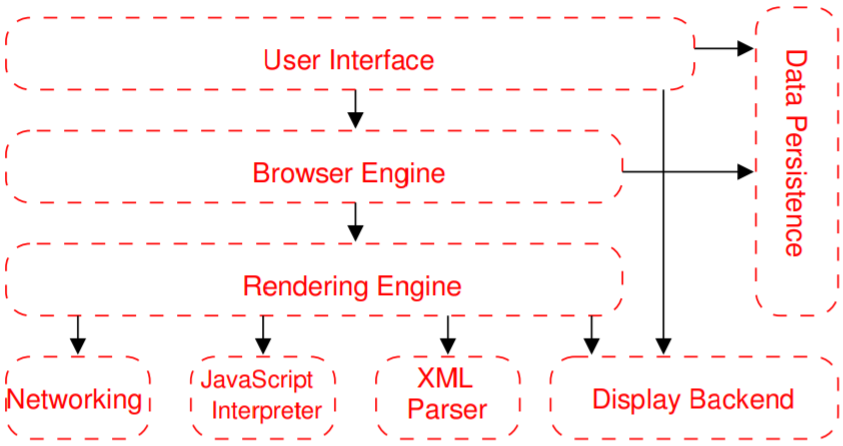 User Interface
Data Persistence
Browser Engine
Rendering Engine
Networking
JavaScript
Interpreter
XML
Parser
Display Backend